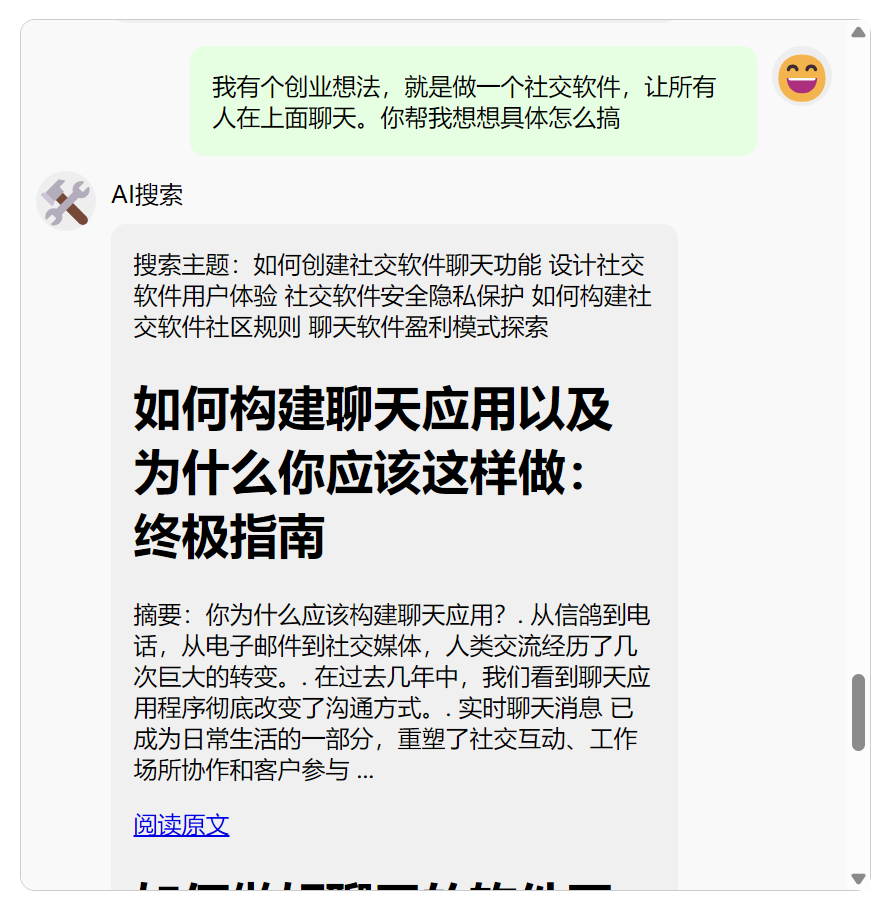 我有个创业想法，就是做一个社交软件，让所有
人在上面聊天。你帮我想想具体怎么搞
AI搜索
搜索主题：如何创建社交软件聊天功能 设计社交
软件用户体验 社交软件安全隐私保护 如何构建社
交软件社区规则 聊天软件盈利模式探索
如何构建聊天应用以及
为什么你应该这样做：
终极指南
摘要：你为什么应该构建聊天应用？. 从信鸽到电
话，从电子邮件到社交媒体，人类交流经历了几
次巨大的转变。. 在过去几年中，我们看到聊天应
用程序彻底改变了沟通方式。. 实时聊天消息 已
成为日常生活的一部分，重塑了社交互动、工作
场所协作和客户参与 ...
阅读原文